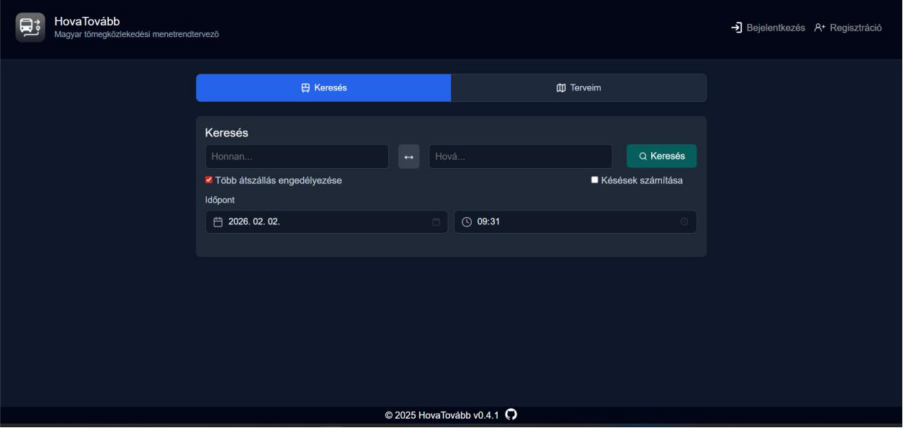 HovaTovább
Magyar tömegközlekedési menetrendtervező
Bejelentkezés Regisztráció
Keresés Terveim
Keresés
Honnan... Hová... Keresés
Több átszállás engedélyezése Késések számítása
Időpont
2026. 02. 02. 09:31
© 2025 HovaTovább v0.4.1